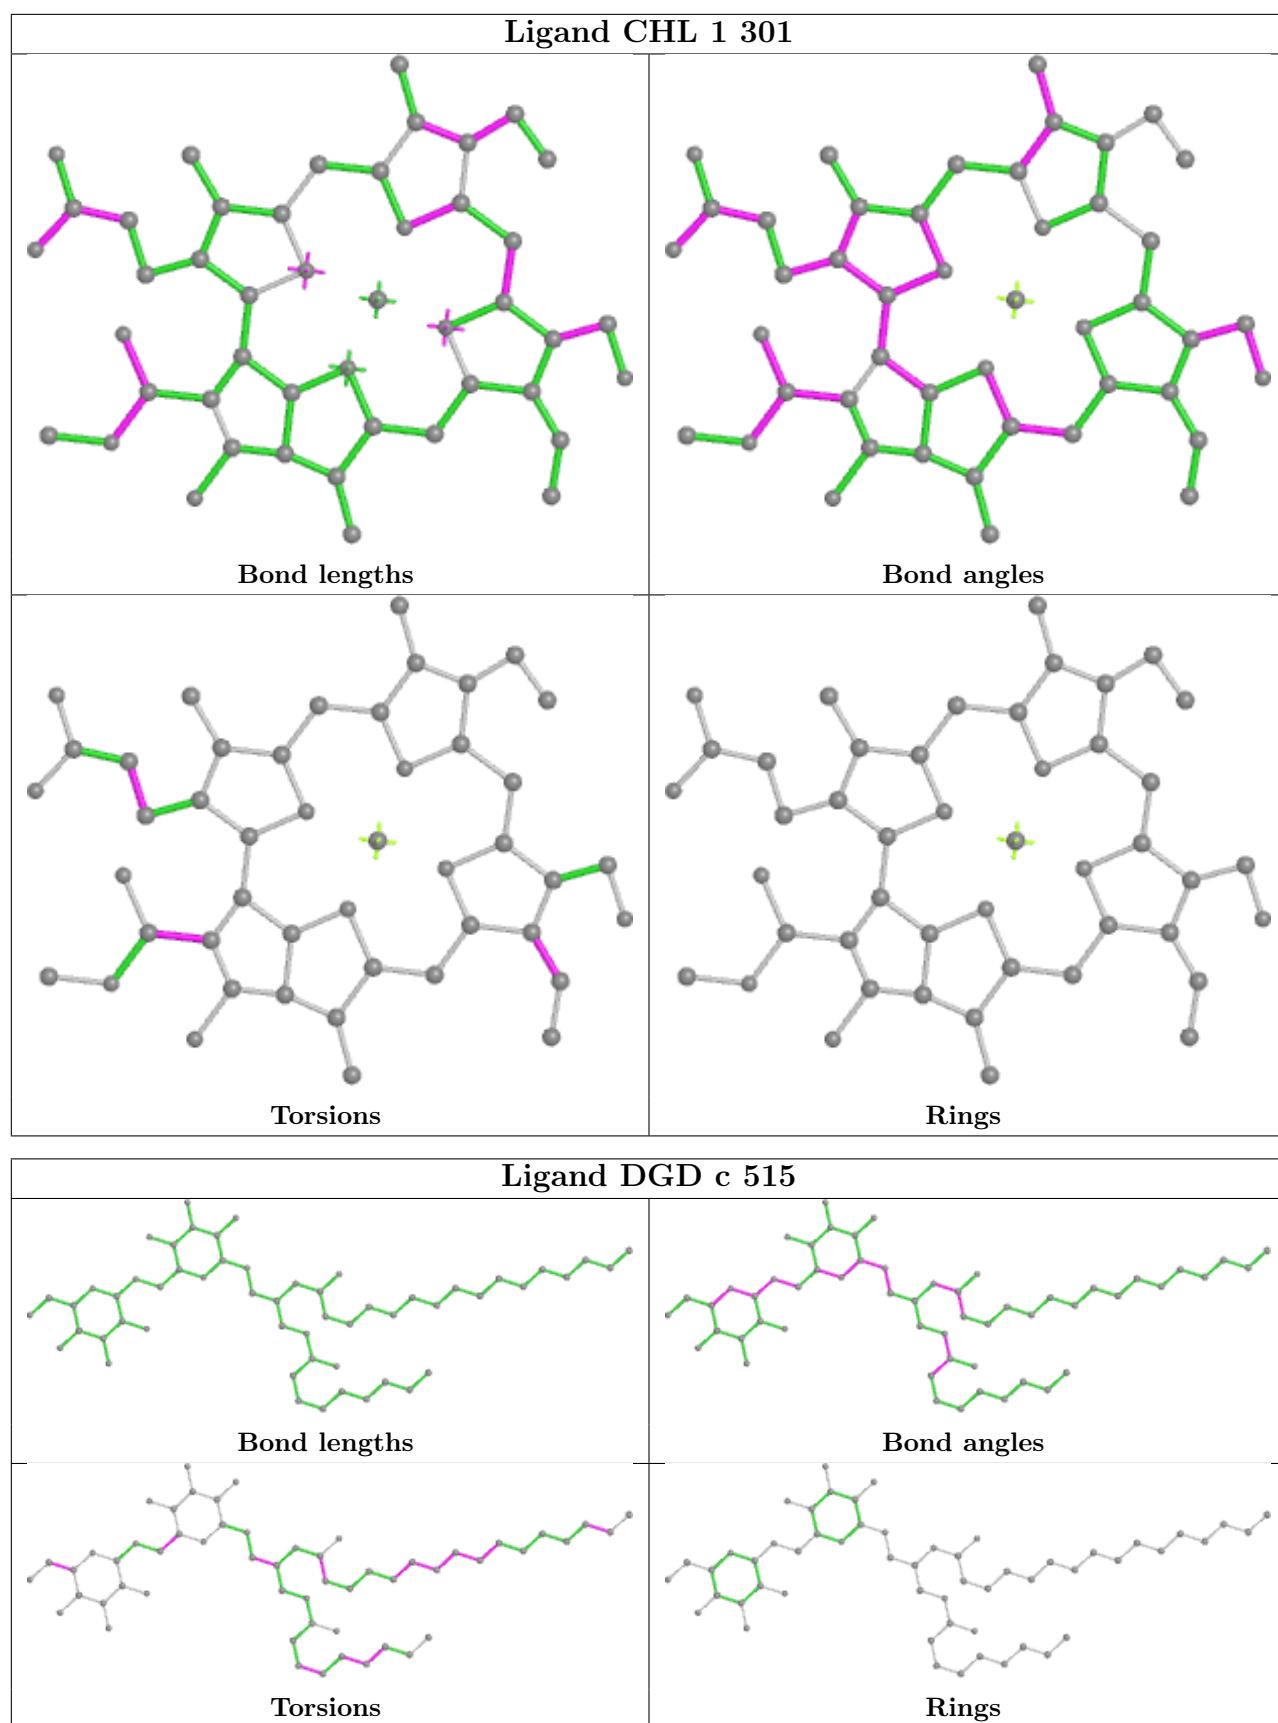 Ligand CHL 1 301
Bond lengths
Bond angles
Torsions
Rings
Ligand DGD c 515
Bond lengths
Bond angles
Torsions
Rings